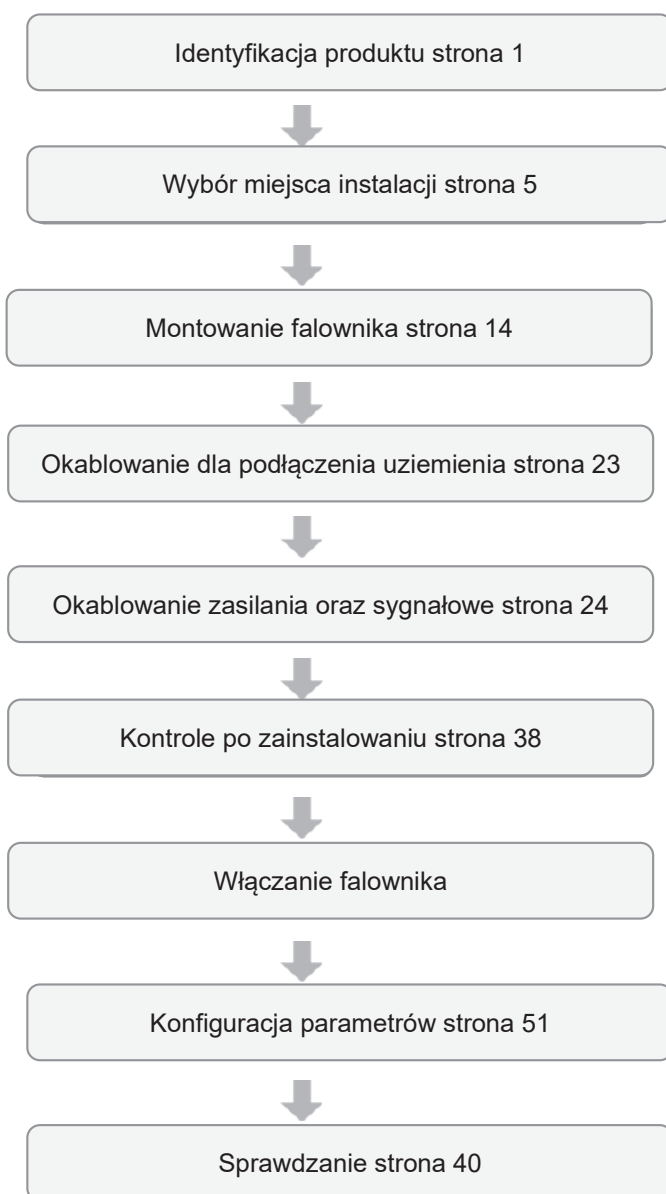 Identyfikacja produktu strona 1
Wybór miejsca instalacji strona 5
Montowanie falownika strona 14
Okablowanie dla podłączenia uziemienia strona 23
Okablowanie zasilania oraz sygnałowe strona 24
Kontrole po zainstalowaniu strona 38
Włączanie falownika
Konfiguracja parametrów strona 51
Sprawdzanie strona 40